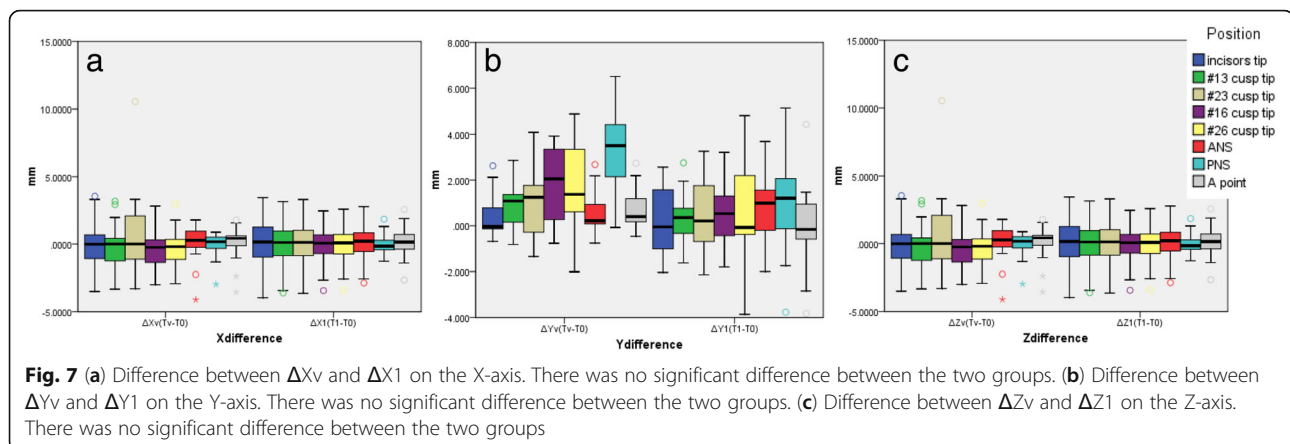 a
15.0000
10.0000
5.0000
.0000
-5.0000
mm
ΔXv(Tv-T0)
ΔX1(T1-T0)
Xdifference
b
8.000
6.000
4.000
2.000
.000
-2.000
-4.000
mm
ΔYv(Tv-T0)
ΔY1(T1-T0)
Ydifference
c
15.0000
10.0000
5.0000
.0000
-5.0000
mm
ΔZv(Tv-T0)
ΔZ1(T1-T0)
Zdifference
Position
incisors tip
#13 cusp tip
#23 cusp tip
#16 cusp tip
#26 cusp tip
ANS
PNS
A point
Fig. 7 (a) Difference between ΔXv and ΔX1 on the X-axis. There was no significant difference between the two groups. (b) Difference between
ΔYv and ΔY1 on the Y-axis. There was no significant difference between the two groups. (c) Difference between ΔZv and ΔZ1 on the Z-axis.
There was no significant difference between the two groups